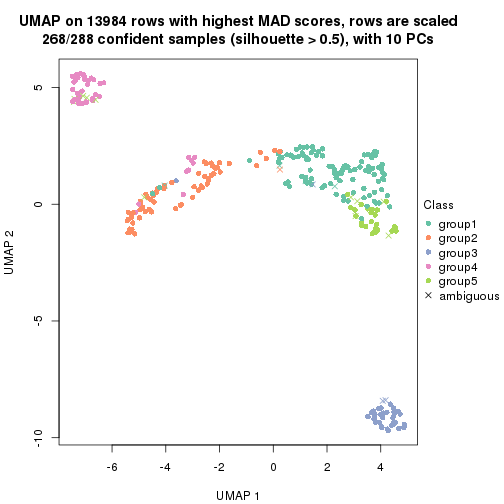 UMAP on 13984 rows with highest MAD scores, rows are scaled
268/288 confident samples (silhouette > 0.5), with 10 PCs
5
0
-5
-10
UMAP 2
-6
-4
-2
0
2
4
UMAP 1
Class
group1
group2
group3
group4
group5
ambiguous